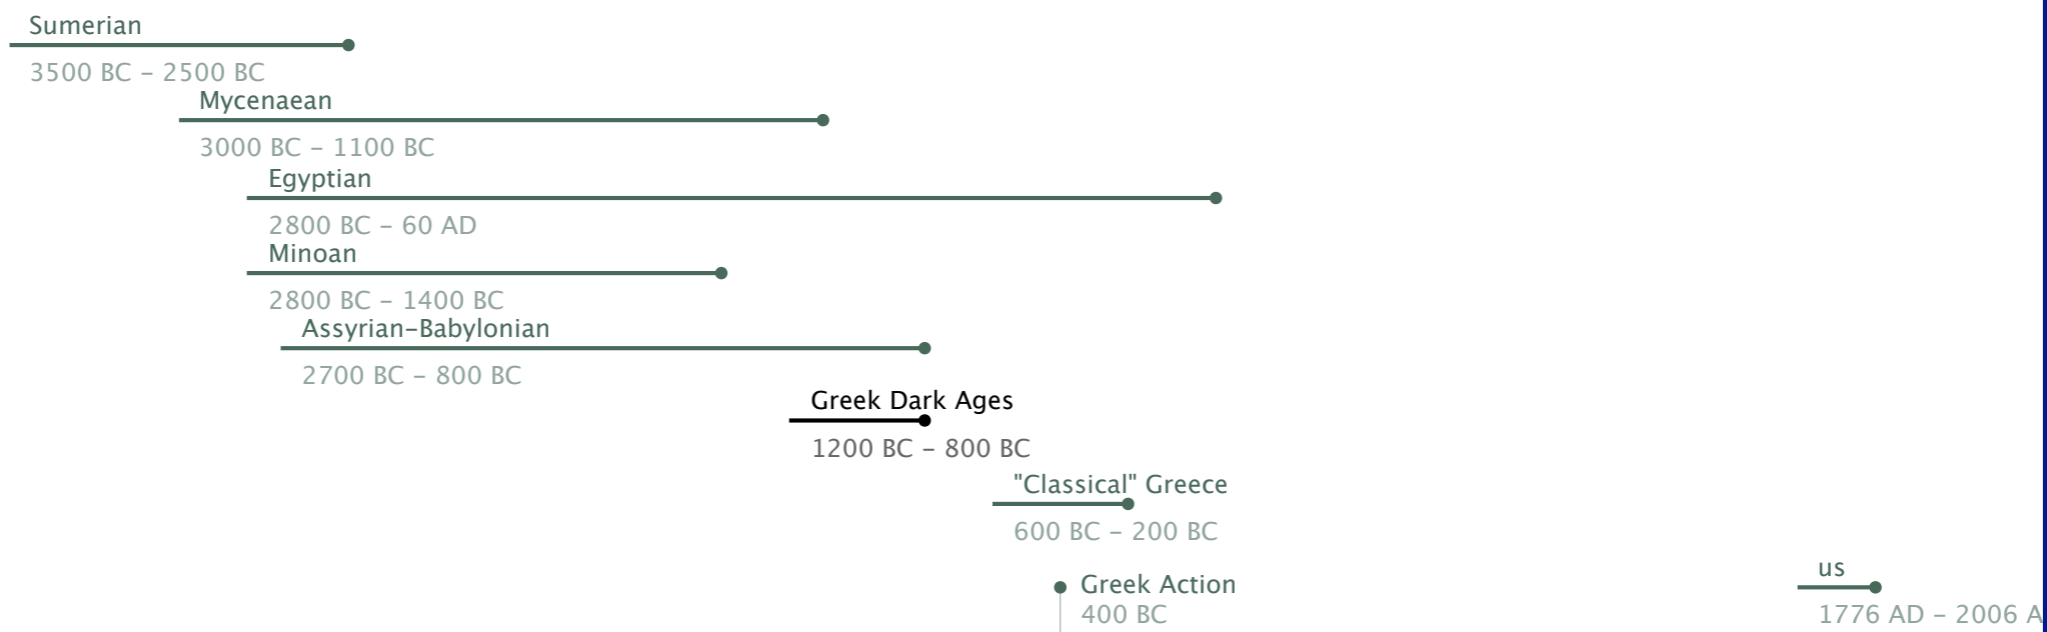 Sumerian
3500 BC – 2500 BC
Mycenaean
3000 BC – 1100 BC
Egyptian
2800 BC – 60 AD
Minoan
2800 BC – 1400 BC
Assyrian–Babylonian
2700 BC – 800 BC
Greek Dark Ages
1200 BC – 800 BC
"Classical" Greece
600 BC – 200 BC
us
1776 AD – 2006 A
Greek Action
400 BC